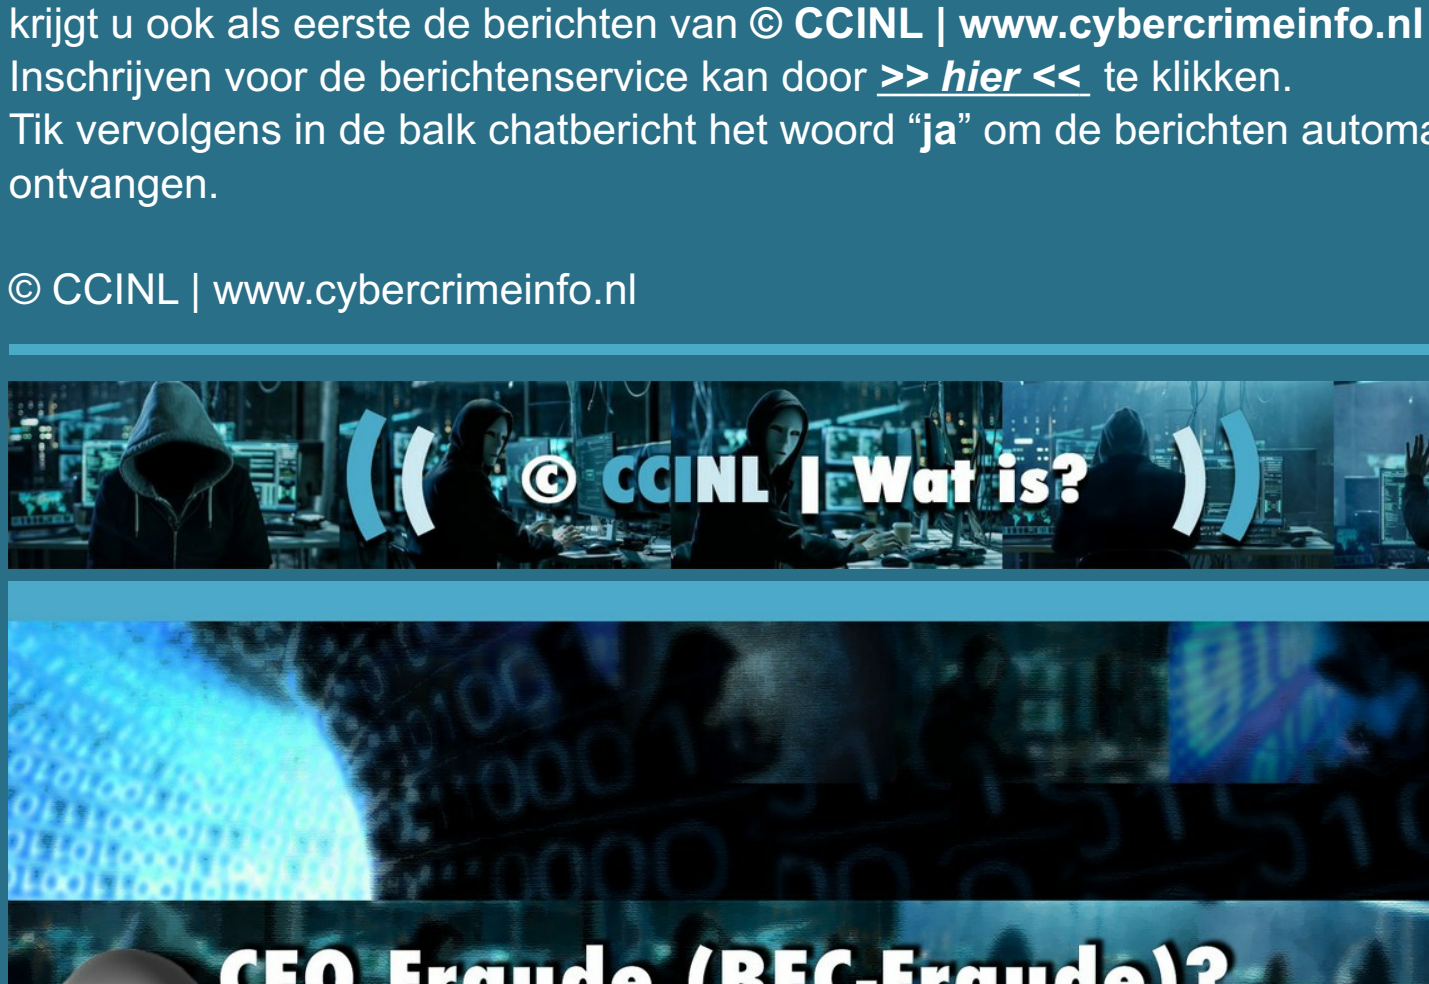 krijgt u ook als eerste de berichten van © CCINL | www.cybercrimeinfo.nl
Inschrijven voor de berichtenservice kan door >> hier << te klikken.
Tik vervolgens in de balk chatbericht het woord “ja” om de berichten automa
ontvangen.
© CCINL | www.cybercrimeinfo.nl
© CCINL | Wat is?
CEO Fraude (BEC-Fraude)?